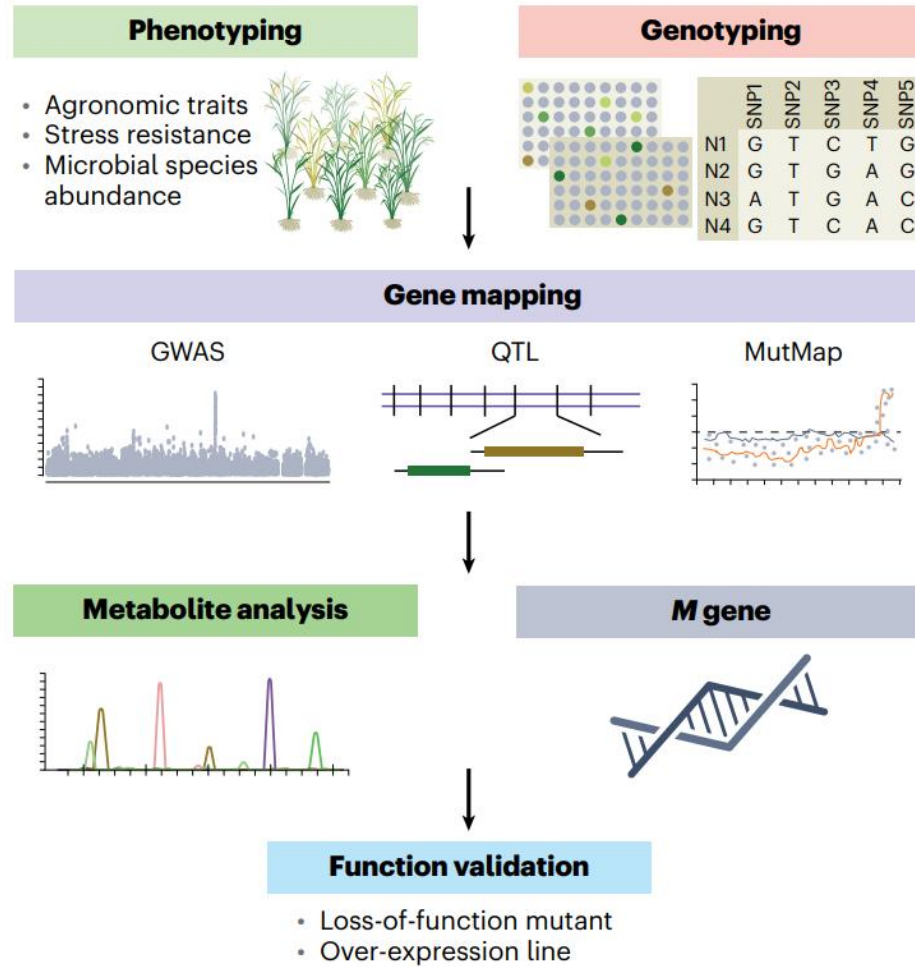 Phenotyping
• Agronomic traits
• Stress resistance
• Microbial species
abundance
Genotyping
SNP1 SNP2 SNP3 SNP4 SNP5
N1 G T C T G
N2 G T G A G
N3 A T G A C
N4 G T C A C
Gene mapping
GWAS QTL MutMap
Metabolite analysis
M gene
Function validation
• Loss-of-function mutant
• Over-expression line